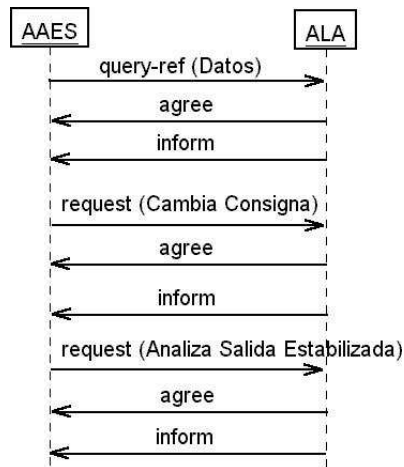 AAES
ALA
query-ref (Datos)
agree
inform
request (Cambia Consigna)
agree
inform
request (Analiza Salida Estabilizada)
agree
inform